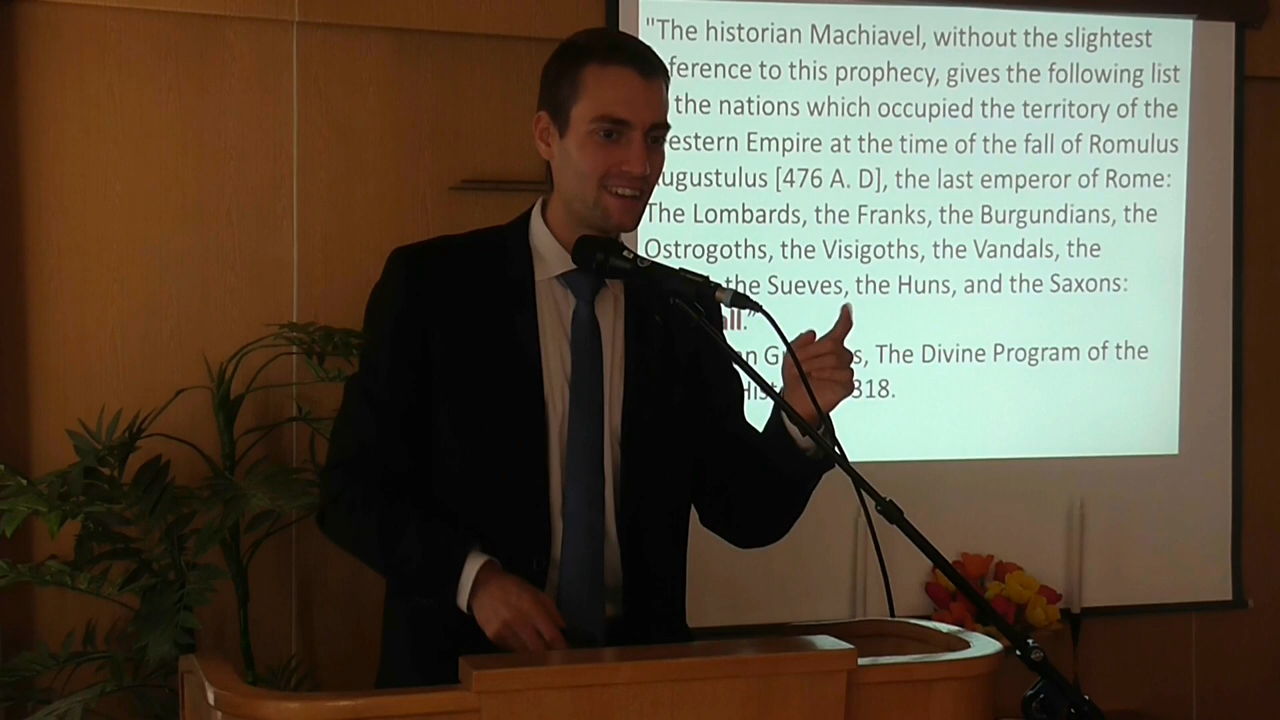 "The historian Machiavel, without the slightest
ference to this prophecy, gives the following list
the nations which occupied the territory of the
estern Empire at the time of the fall of Romulus
ugustulus [476 A. D], the last emperor of Rome:
The Lombards, the Franks, the Burgundians, the
Ostrogoths, the Visigoths, the Vandals, the
the Sueves, the Huns, and the Saxons:
ll."
n G s, The Divine Program of the
His 318.